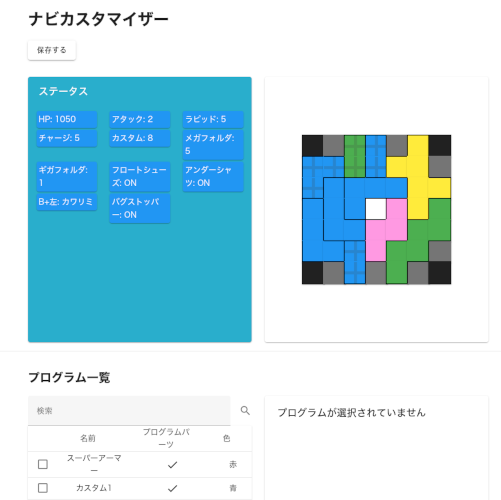 ナビカスタマイザー
保存する
ステータス
HP: 1050
アタック: 2
ラピッド: 5
チャージ: 5
カスタム: 8
メガフォルダ:
5
ギガフォルダ:
1
フロートシュー
ズ: ON
アンダーシャ
ツ: ON
B+左: カワリミ
バグストッパ
ー: ON
プログラム一覧
検索
プログラムが選択されていません
名前
プログラムパ
ーツ
色
スーパーアーマ
ー
赤
カスタム1
青